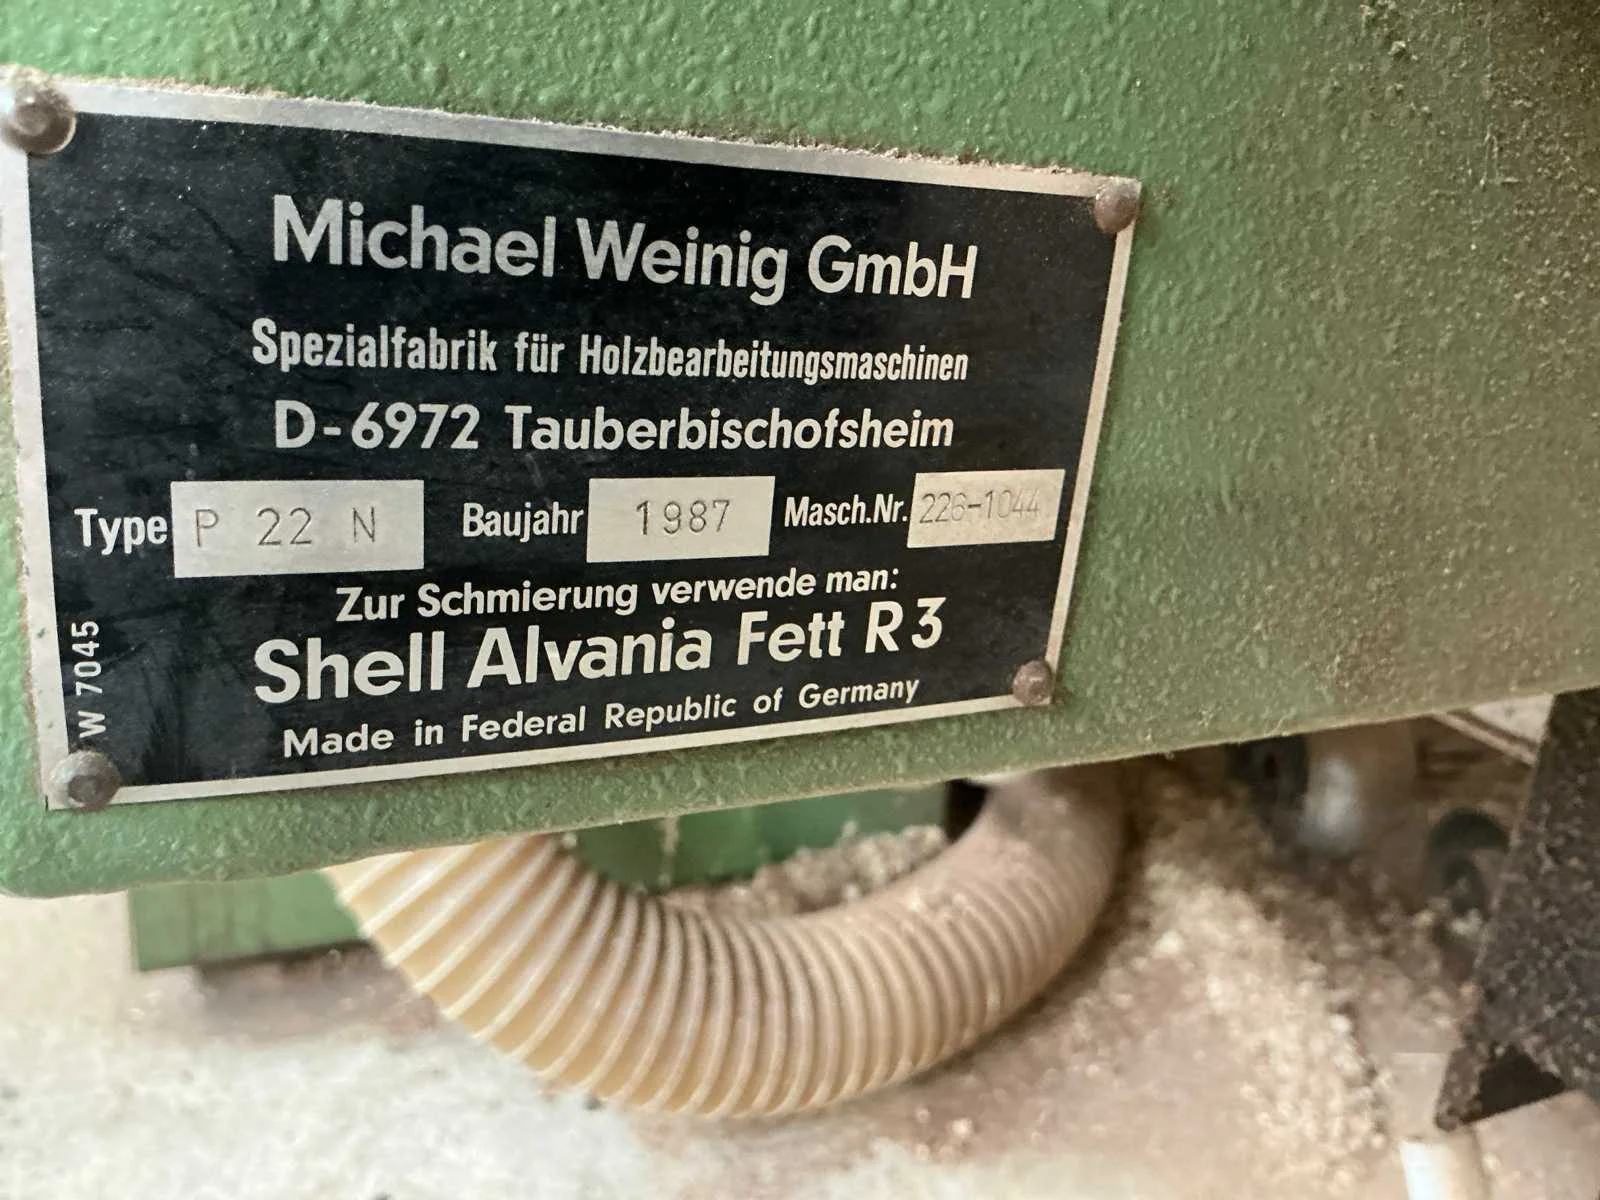 Michael Weinig GmbH
Spezialfabrik für Holzbearbeitungsmaschinen
D-6972 Tauberbischofsheim
Type P 22 N Baujahr 1987 Masch.Nr. 226-1044
Zur Schmierung verwende man:
Shell Alvania Fett R3
Made in Federal Republic of Germany
W 7045